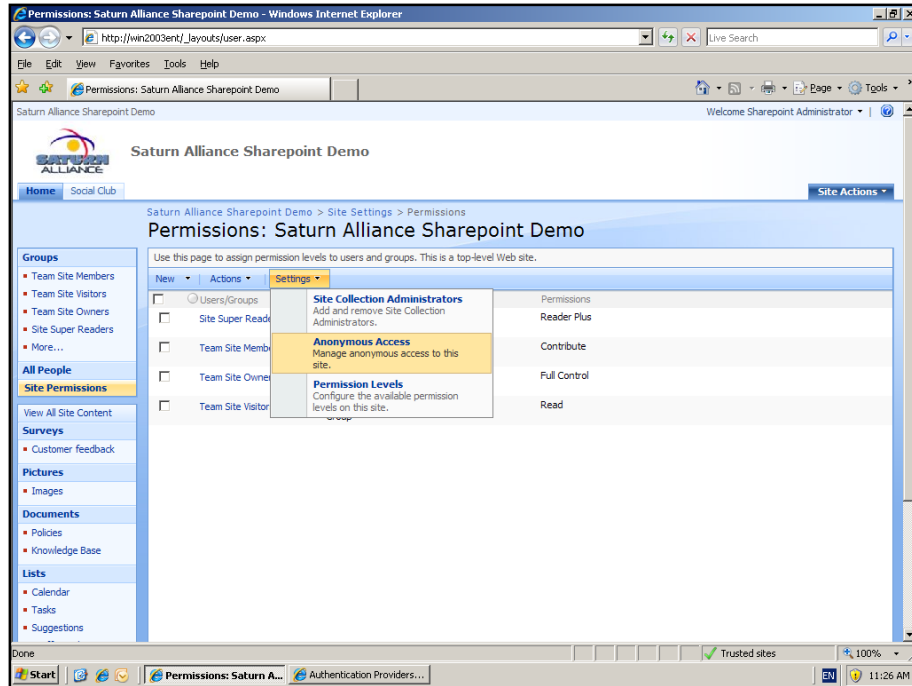 Permissions: Saturn Alliance Sharepoint Demo - Windows Internet Explorer
http://win2003ent/_layouts/user.aspx
Live Search
File Edit View Favorites Tools Help
Permissions: Saturn Alliance Sharepoint Demo
Page
Tools
Saturn Alliance Sharepoint Demo
Welcome Sharepoint Administrator
SATURN
ALLIANCE
Saturn Alliance Sharepoint Demo
Home Social Club
Site Actions
Saturn Alliance Sharepoint Demo > Site Settings > Permissions
Permissions: Saturn Alliance Sharepoint Demo
Groups
Team Site Members
Team Site Visitors
Team Site Owners
Site Super Readers
More...
All People
Site Permissions
View All Site Content
Surveys
Customer feedback
Pictures
Images
Documents
Policies
Knowledge Base
Lists
Calendar
Tasks
Suggestions
Use this page to assign permission levels to users and groups. This is a top-level Web site.
New Actions Settings
Users/Groups
Permissions
Site Super Reade
Reader Plus
Team Site Membe
Contribute
Team Site Owner
Full Control
Team Site Visitor
Read
Site Collection Administrators
Add and remove Site Collection
Administrators.
Anonymous Access
Manage anonymous access to this
site.
Permission Levels
Configure the available permission
levels on this site.
Group
Done
Trusted sites
100%
Start
Permissions: Saturn A...
Authentication Providers...
EN
11:26 AM